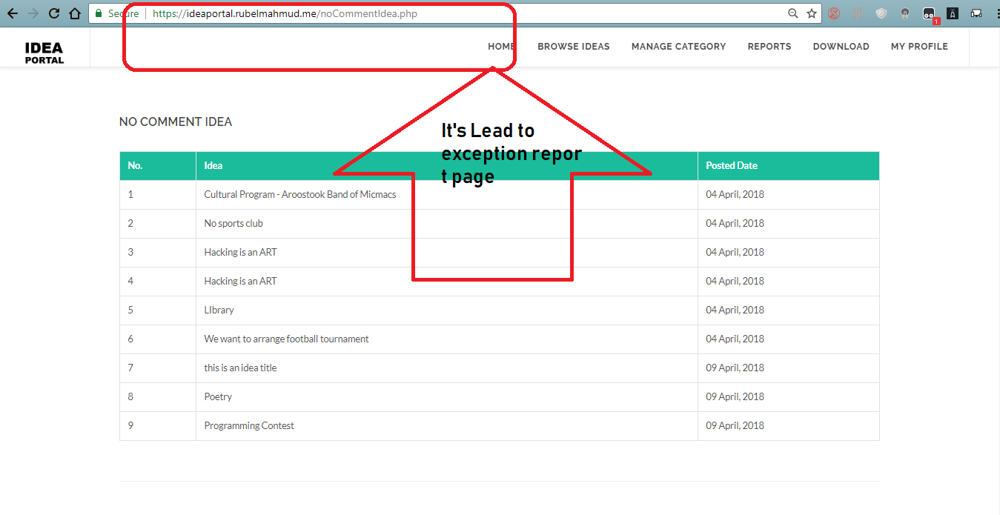 Secure https://ideaportal.rubelmahmud.me/noCommentIdea.php
1
IDEA
PORTAL
HOME BROWSE IDEAS MANAGE CATEGORY REPORTS DOWNLOAD MY PROFILE
NO COMMENT IDEA
It's Lead to
exception repor
t page
No. Idea Posted Date
1 Cultural Program - Aroostook Band of Micmacs 04 April, 2018
2 No sports club 04 April, 2018
3 Hacking is an ART 04 April, 2018
4 Hacking is an ART 04 April, 2018
5 LIbrary 04 April, 2018
6 We want to arrange football tournament 04 April, 2018
7 this is an idea title 09 April, 2018
8 Poetry 09 April, 2018
9 Programming Contest 09 April, 2018